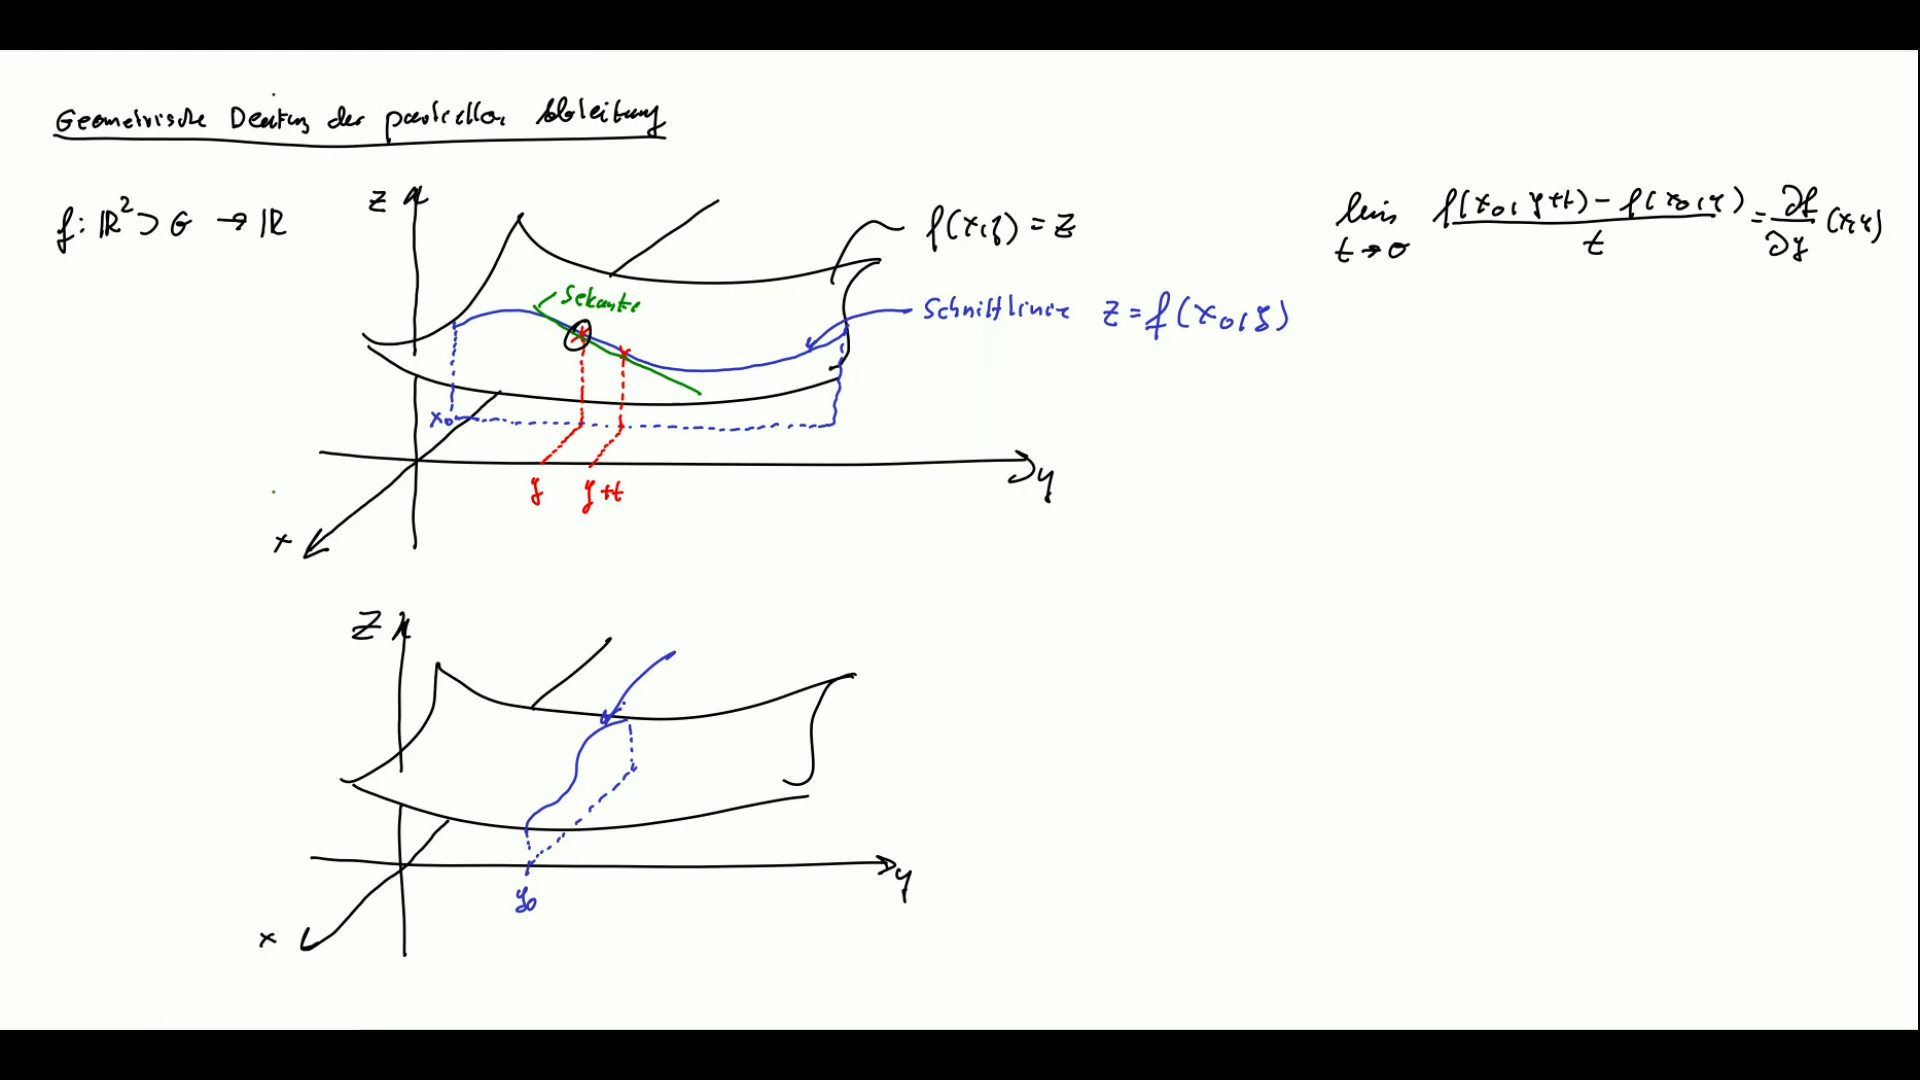 Geometrische Deutung der partiellen Ableitung
f: ℝ² ⊃ G → ℝ
z
f(x,y) = z
lim t→0 f(x₀, y+t) - f(x₀, y) / t = ∂f/∂y (x,y)
Sekante
Schnittlinie z = f(x₀, y)
x₀
y
y y+t
x
z
y
y₀
x